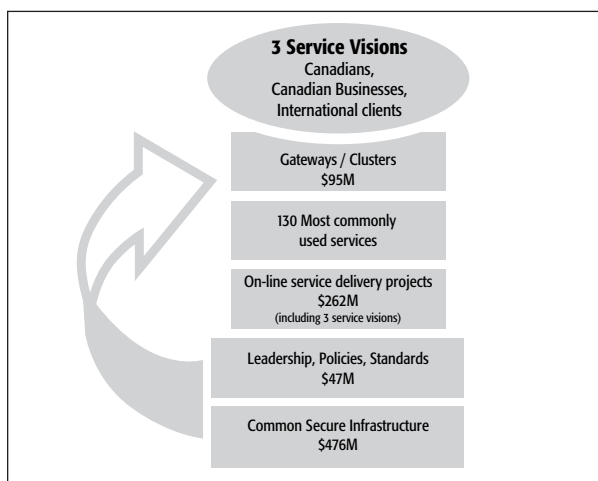 3 Service Visions
Canadians,
Canadian Businesses,
International clients
Gateways / Clusters
$95M
130 Most commonly
used services
On-line service delivery projects
$262M
(including 3 service visions)
Leadership, Policies, Standards
$47M
Common Secure Infrastructure
$476M